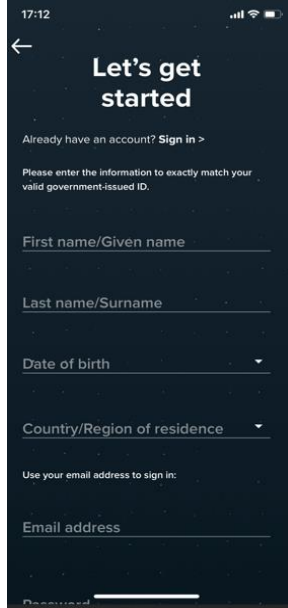 17:12
Let's get
started
Already have an account? Sign in >
Please enter the information to exactly match your
valid government-issued ID.
First name/Given name
Last name/Surname
Date of birth
Country/Region of residence
Use your email address to sign in:
Email address
Password